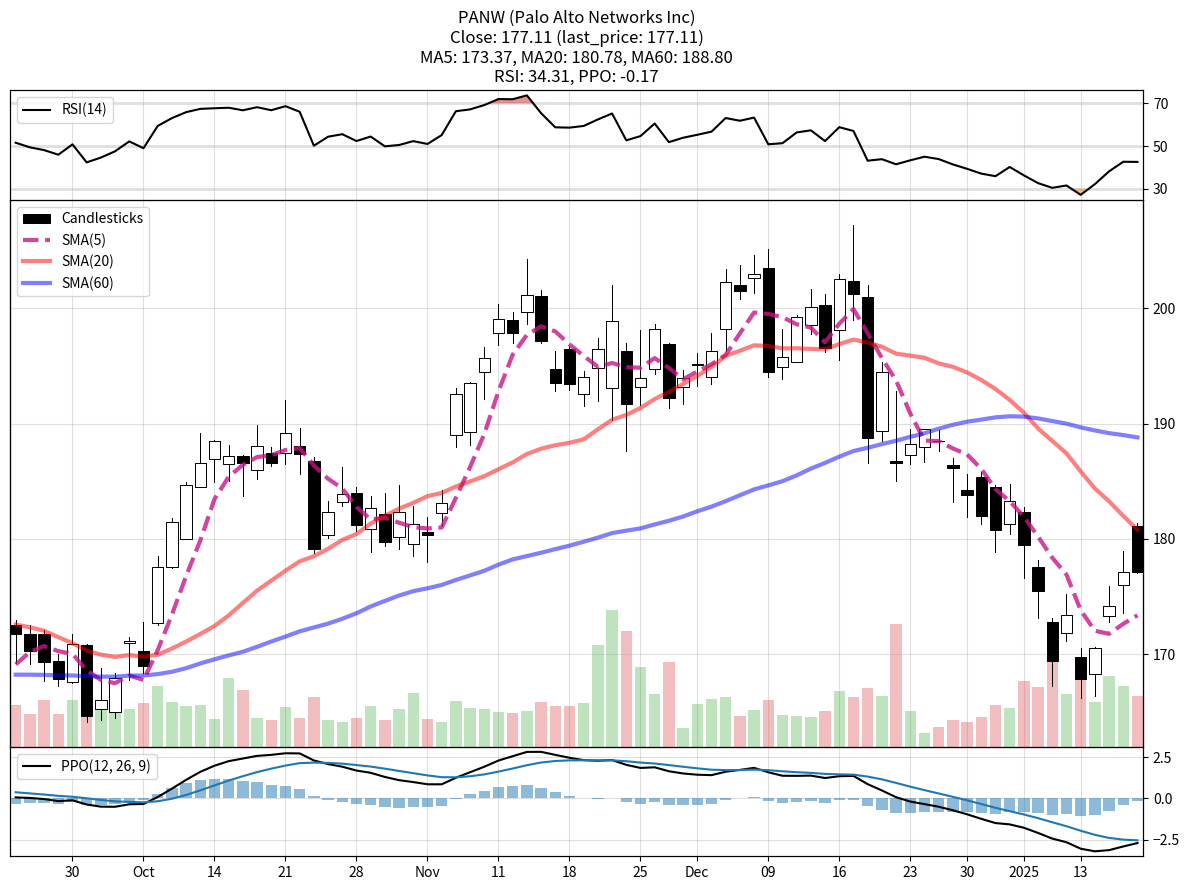 PANW (Palo Alto Networks Inc)
Close: 177.11 (last_price: 177.11)
MA5: 173.37, MA20: 180.78, MA60: 188.80
RSI: 34.31, PPO: -0.17
RSI(14)
70
50
30
Candlesticks
SMA(5)
SMA(20)
SMA(60)
200
190
180
170
PPO(12, 26, 9)
2.5
0.0
−2.5
30 Oct 14 21 28 Nov 11 18 25 Dec 09 16 23 30 2025 13